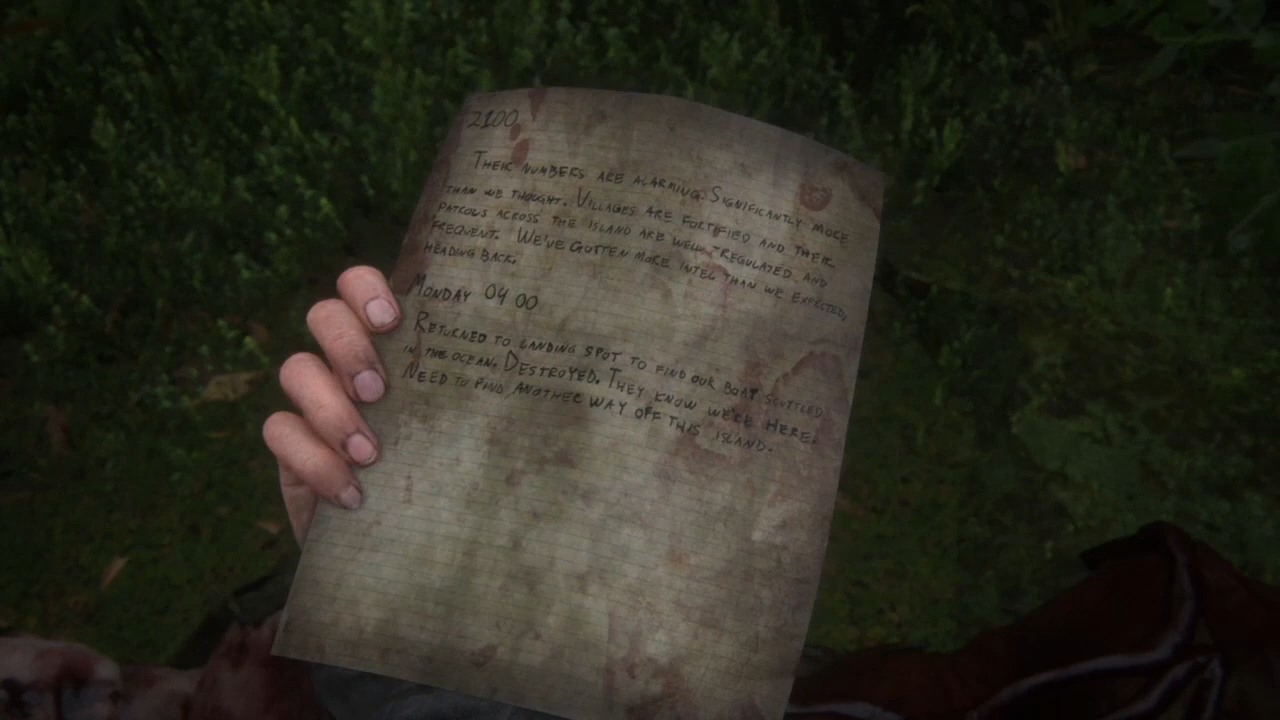 2100
Their numbers are alarming. Significantly more
than we thought. Villages are fortified and their
patrols across the island are well-regulated and
frequent. We've gotten more intel than we expected,
heading back.
Monday 0400
Returned to landing spot to find our boat scuttled
in the ocean. Destroyed. They know we're here.
Need to find another way off this island.